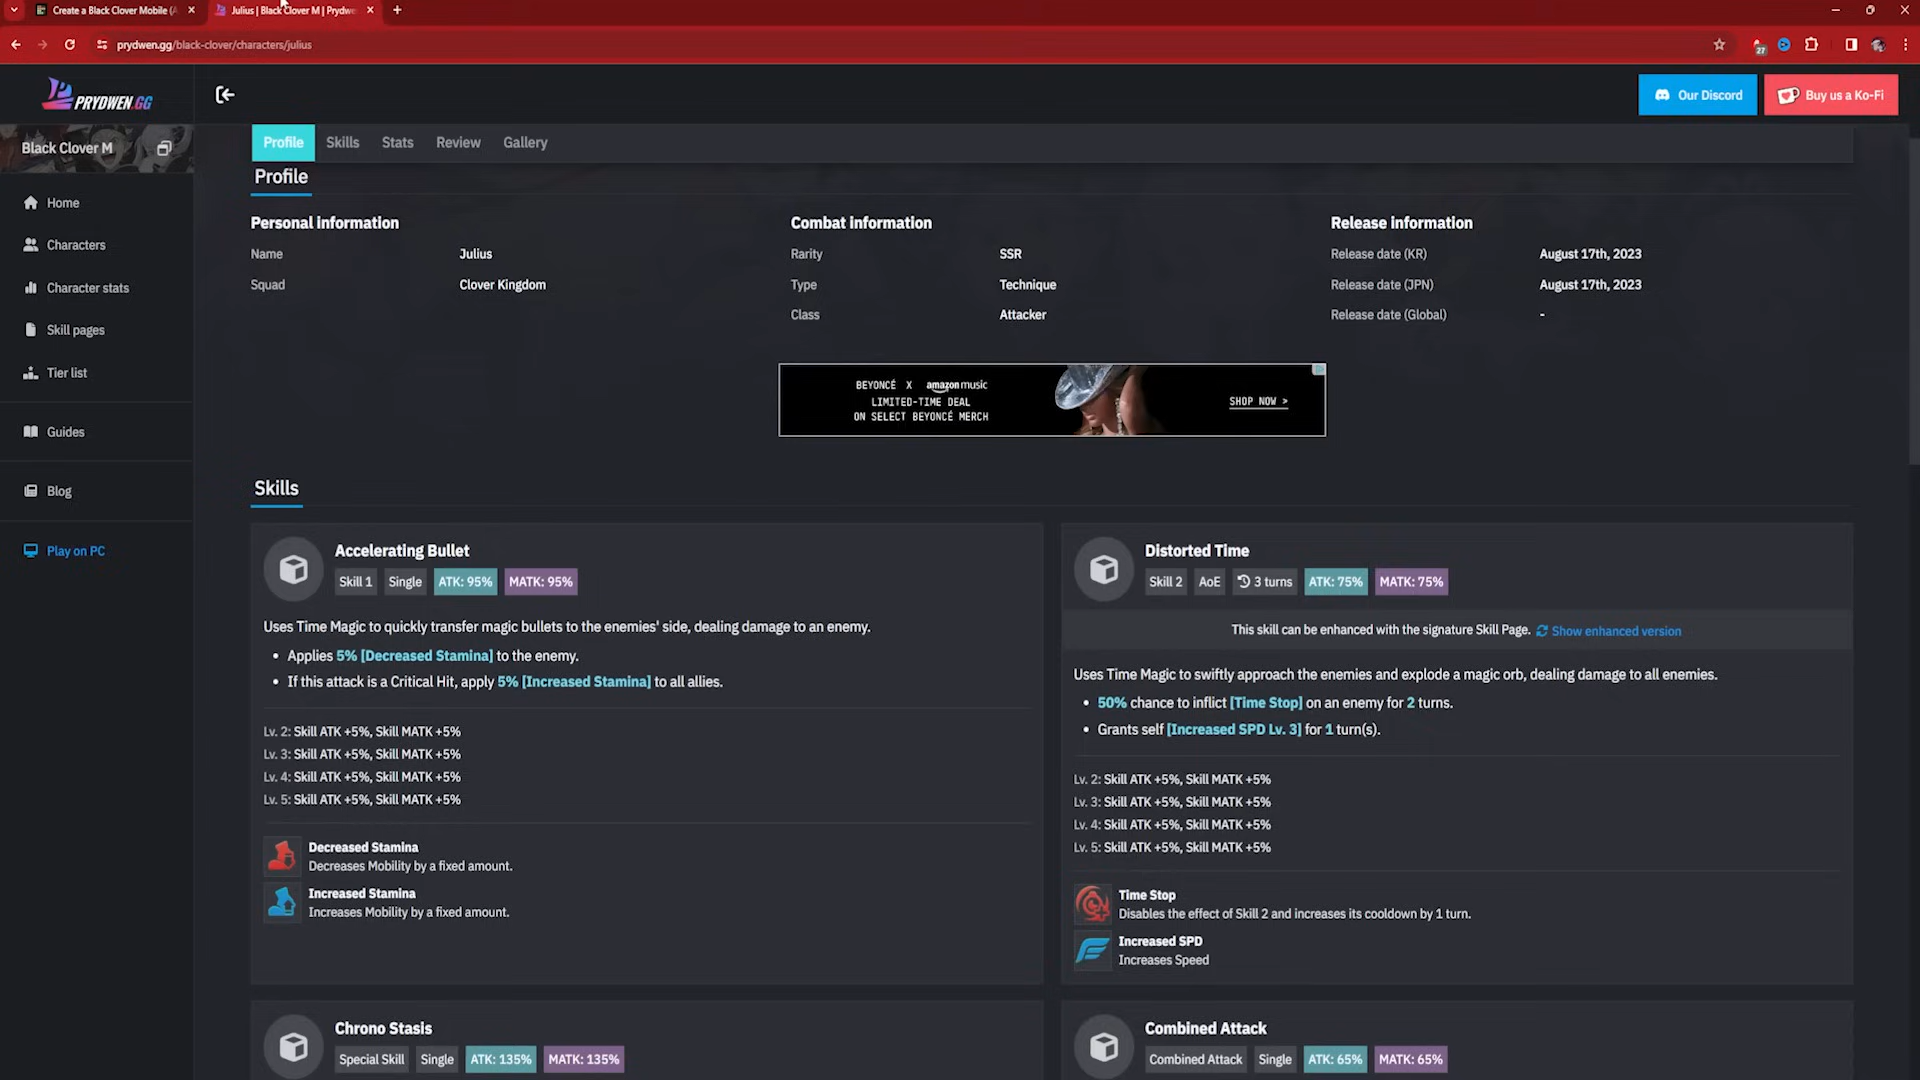 Create a Black Clover Mobile (A
Julius | Black Clover M | Prydwe
prydwen.gg/black-clover/characters/julius
27
PRYDWEN.GG
Our Discord
Buy us a Ko-Fi
Black Clover M
Home
Characters
Character stats
Skill pages
Tier list
Guides
Blog
Play on PC
Profile Skills Stats Review Gallery
Profile
Personal information
Name Julius
Squad Clover Kingdom
Combat information
Rarity SSR
Type Technique
Class Attacker
Release information
Release date (KR) August 17th, 2023
Release date (JPN) August 17th, 2023
Release date (Global) -
BEYONCÉ X amazon music
LIMITED-TIME DEAL
ON SELECT BEYONCÉ MERCH
SHOP NOW >
Skills
Accelerating Bullet
Skill 1 Single ATK: 95% MATK: 95%
Uses Time Magic to quickly transfer magic bullets to the enemies' side, dealing damage to an enemy.
• Applies 5% [Decreased Stamina] to the enemy.
• If this attack is a Critical Hit, apply 5% [Increased Stamina] to all allies.
Lv. 2: Skill ATK +5%, Skill MATK +5%
Lv. 3: Skill ATK +5%, Skill MATK +5%
Lv. 4: Skill ATK +5%, Skill MATK +5%
Lv. 5: Skill ATK +5%, Skill MATK +5%
Decreased Stamina
Decreases Mobility by a fixed amount.
Increased Stamina
Increases Mobility by a fixed amount.
Distorted Time
Skill 2 AoE 3 turns ATK: 75% MATK: 75%
This skill can be enhanced with the signature Skill Page. Show enhanced version
Uses Time Magic to swiftly approach the enemies and explode a magic orb, dealing damage to all enemies.
• 50% chance to inflict [Time Stop] on an enemy for 2 turns.
• Grants self [Increased SPD Lv. 3] for 1 turn(s).
Lv. 2: Skill ATK +5%, Skill MATK +5%
Lv. 3: Skill ATK +5%, Skill MATK +5%
Lv. 4: Skill ATK +5%, Skill MATK +5%
Lv. 5: Skill ATK +5%, Skill MATK +5%
Time Stop
Disables the effect of Skill 2 and increases its cooldown by 1 turn.
Increased SPD
Increases Speed
Chrono Stasis
Special Skill Single ATK: 135% MATK: 135%
Combined Attack
Combined Attack Single ATK: 65% MATK: 65%